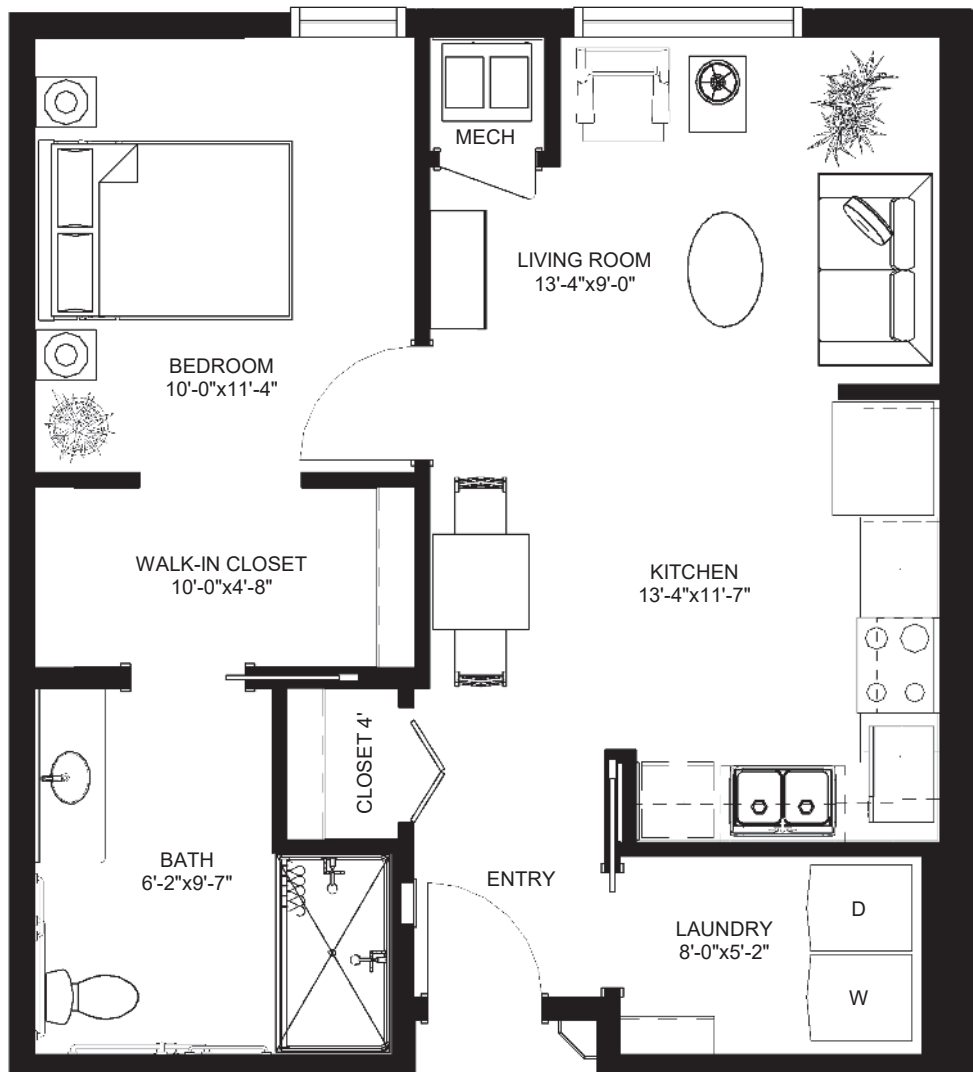 MECH
LIVING ROOM
13'-4"x9'-0"
BEDROOM
10'-0"x11'-4"
WALK-IN CLOSET
10'-0"x4'-8"
KITCHEN
13'-4"x11'-7"
CLOSET 4'
BATH
6'-2"x9'-7"
ENTRY
LAUNDRY
8'-0"x5'-2"
D
W